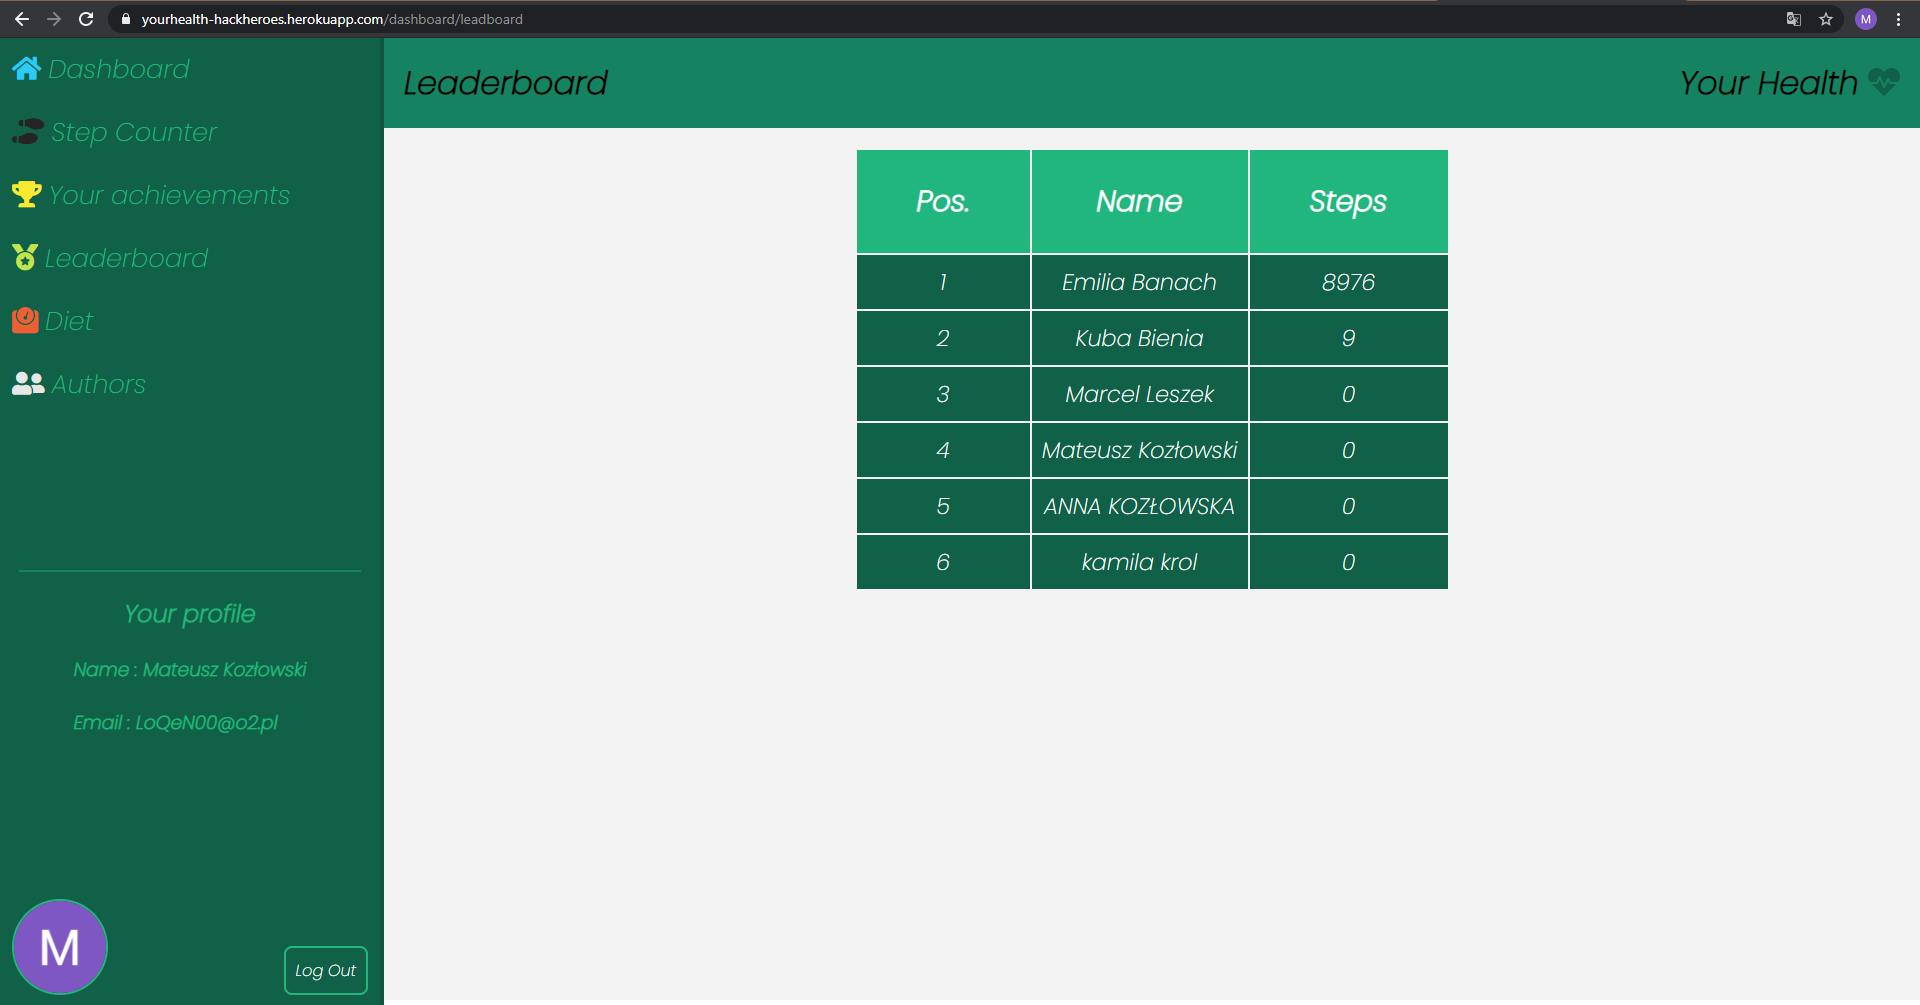 yourhealth-hackheroes.herokuapp.com/dashboard/leadboard
M
Dashboard
Step Counter
Your achievements
Leaderboard
Diet
Authors
Your profile
Name : Mateusz Kozłowski
Email : LoQeN00@o2.pl
M
Log Out
Leaderboard
Your Health
Pos. Name Steps
1 Emilia Banach 8976
2 Kuba Bienia 9
3 Marcel Leszek 0
4 Mateusz Kozłowski 0
5 ANNA KOZŁOWSKA 0
6 kamila krol 0